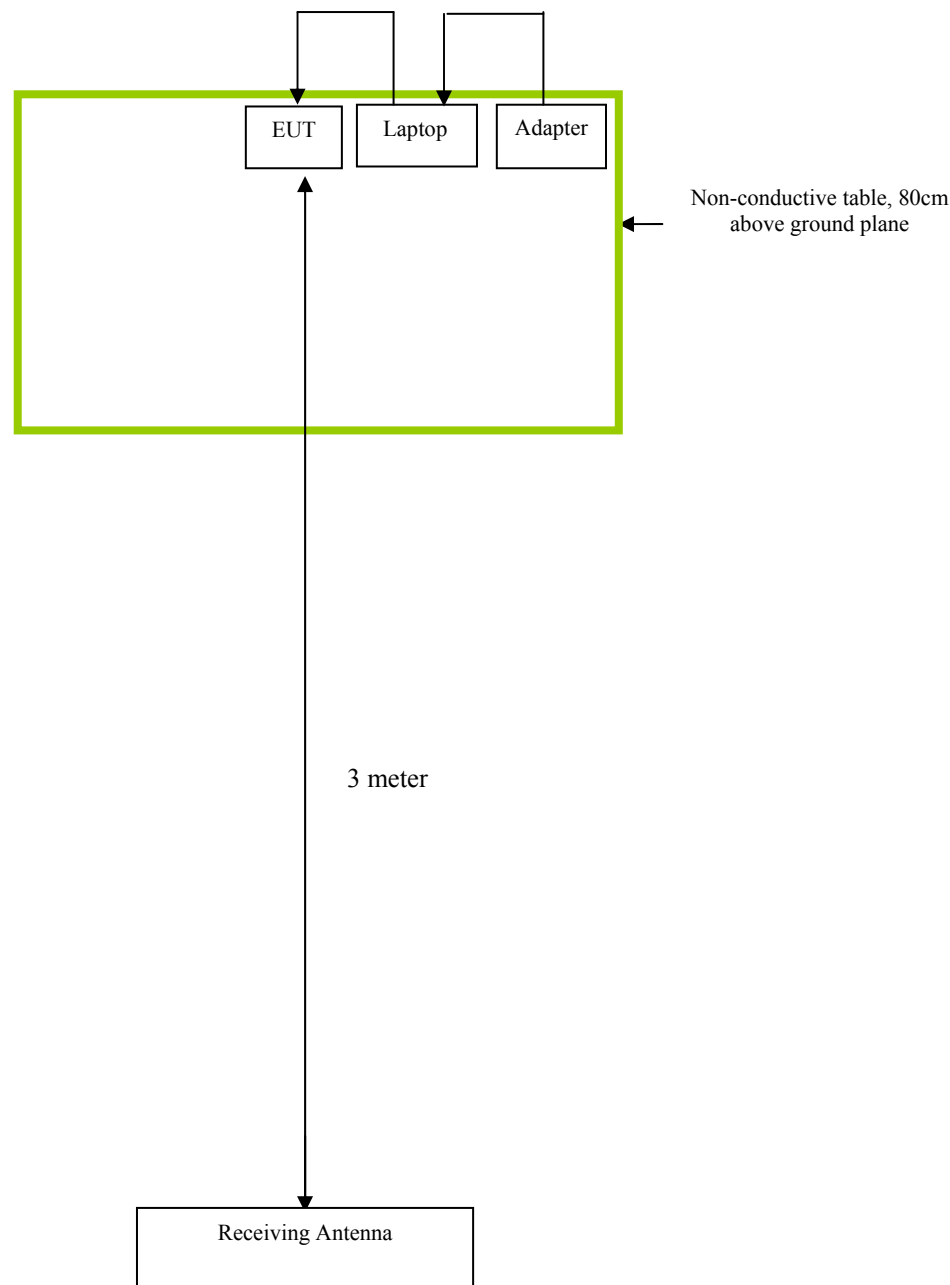 EUT
Laptop
Adapter
Non-conductive table, 80cm
above ground plane
3 meter
Receiving Antenna